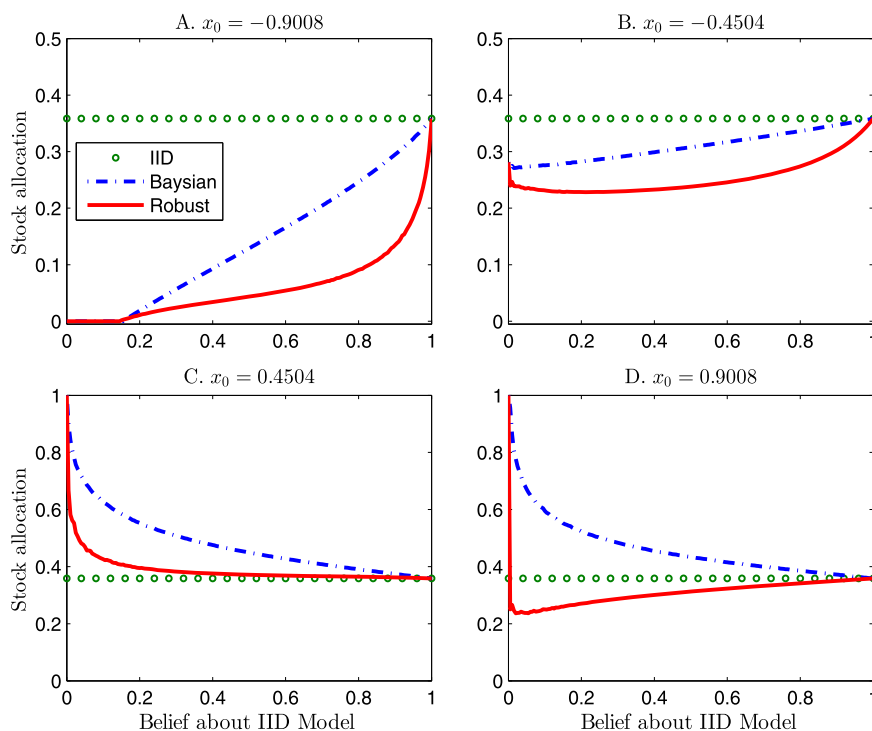 A. x₀ = −0.9008
B. x₀ = −0.4504
0.5
0.4
0.3
0.2
0.1
0
Stock allocation
IID
Baysian
Robust
0 0.2 0.4 0.6 0.8 1
0.5
0.4
0.3
0.2
0.1
0
0 0.2 0.4 0.6 0.8
C. x₀ = 0.4504
D. x₀ = 0.9008
1
0.8
0.6
0.4
0.2
0
Stock allocation
0 0.2 0.4 0.6 0.8 1
Belief about IID Model
1
0.8
0.6
0.4
0.2
0
0 0.2 0.4 0.6 0.8
Belief about IID Model